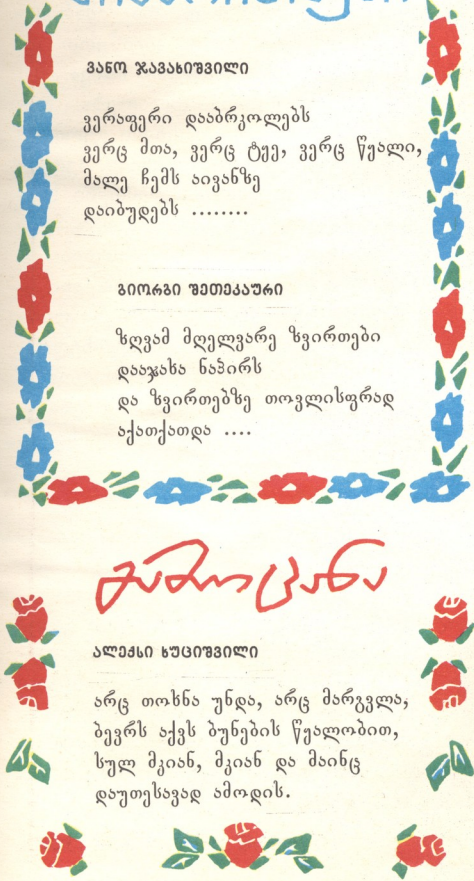 ვანო ჯავახიშვილი
ვერაფერი დააბრკოლებს
ვერც მთა, ვერც ტყე, ვერც წყალი,
მალე ჩემს აივანზე
დაიბუდებს ........
გიორგი შეთეკაური
ზღვამ მღელვარე ზვირთები
დააჯახა ნაპირს
და ზვირთებზე თოვლისფრად
აქათქათდა ....
გამოცანა
ალექსი ხუციშვილი
არც თოხნა უნდა, არც მარგვლა,
ბევრს აქვს ბუნების წყალობით,
სულ მკიან, მკიან და მაინც
დაუთესავად ამოდის.